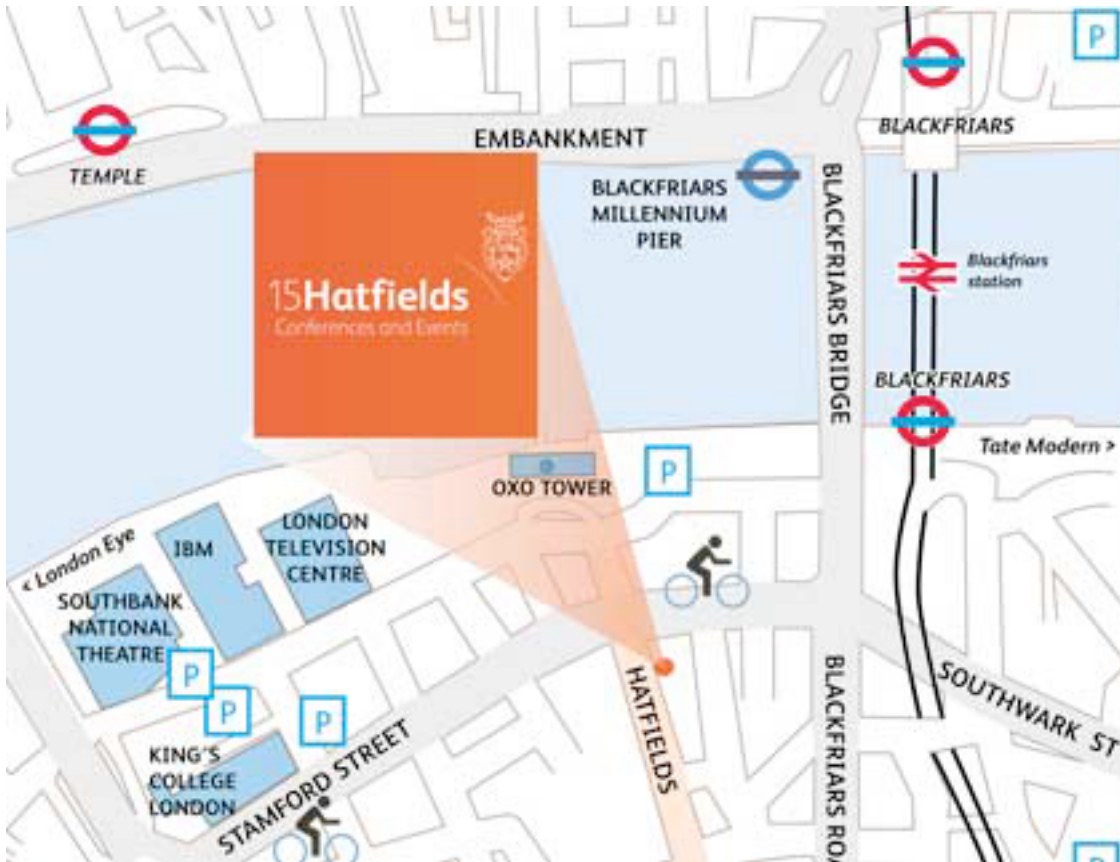 P
BLACKFRIARS
EMBANKMENT
TEMPLE
BLACKFRIARS
MILLENNIUM
PIER
BLACKFRIARS BRIDGE
Blackfriars
station
15Hatfields
Conferences and Events
BLACKFRIARS
Tate Modern >
P
OXO TOWER
< London Eye
IBM
LONDON
TELEVISION
CENTRE
SOUTHBANK
NATIONAL
THEATRE
P
P
P
KING'S
COLLEGE
LONDON
STAMFORD STREET
HATFIELDS
BLACKFRIARS ROA
SOUTHWARK ST
P